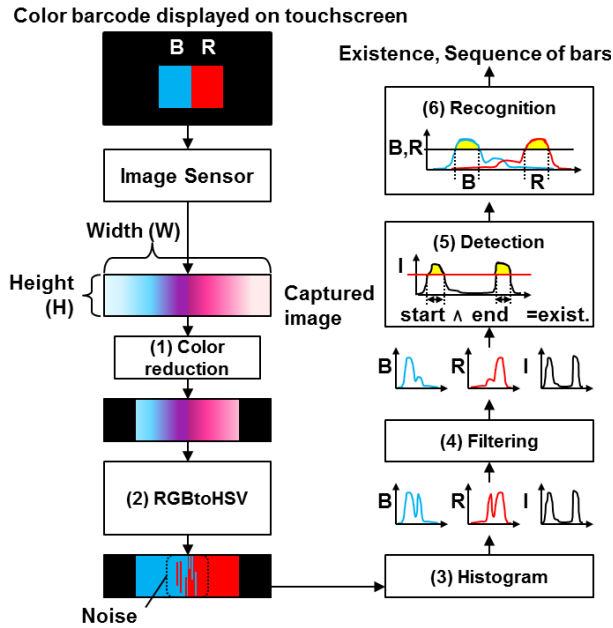 Color barcode displayed on touchscreen
B R
Image Sensor
Width (W)
Height
(H)
Captured
image
(1) Color
reduction
(2) RGBtoHSV
Noise
(3) Histogram
B R I
(4) Filtering
B R I
(5) Detection
I
start ∧ end =exist.
(6) Recognition
B,R
B R
Existence, Sequence of bars